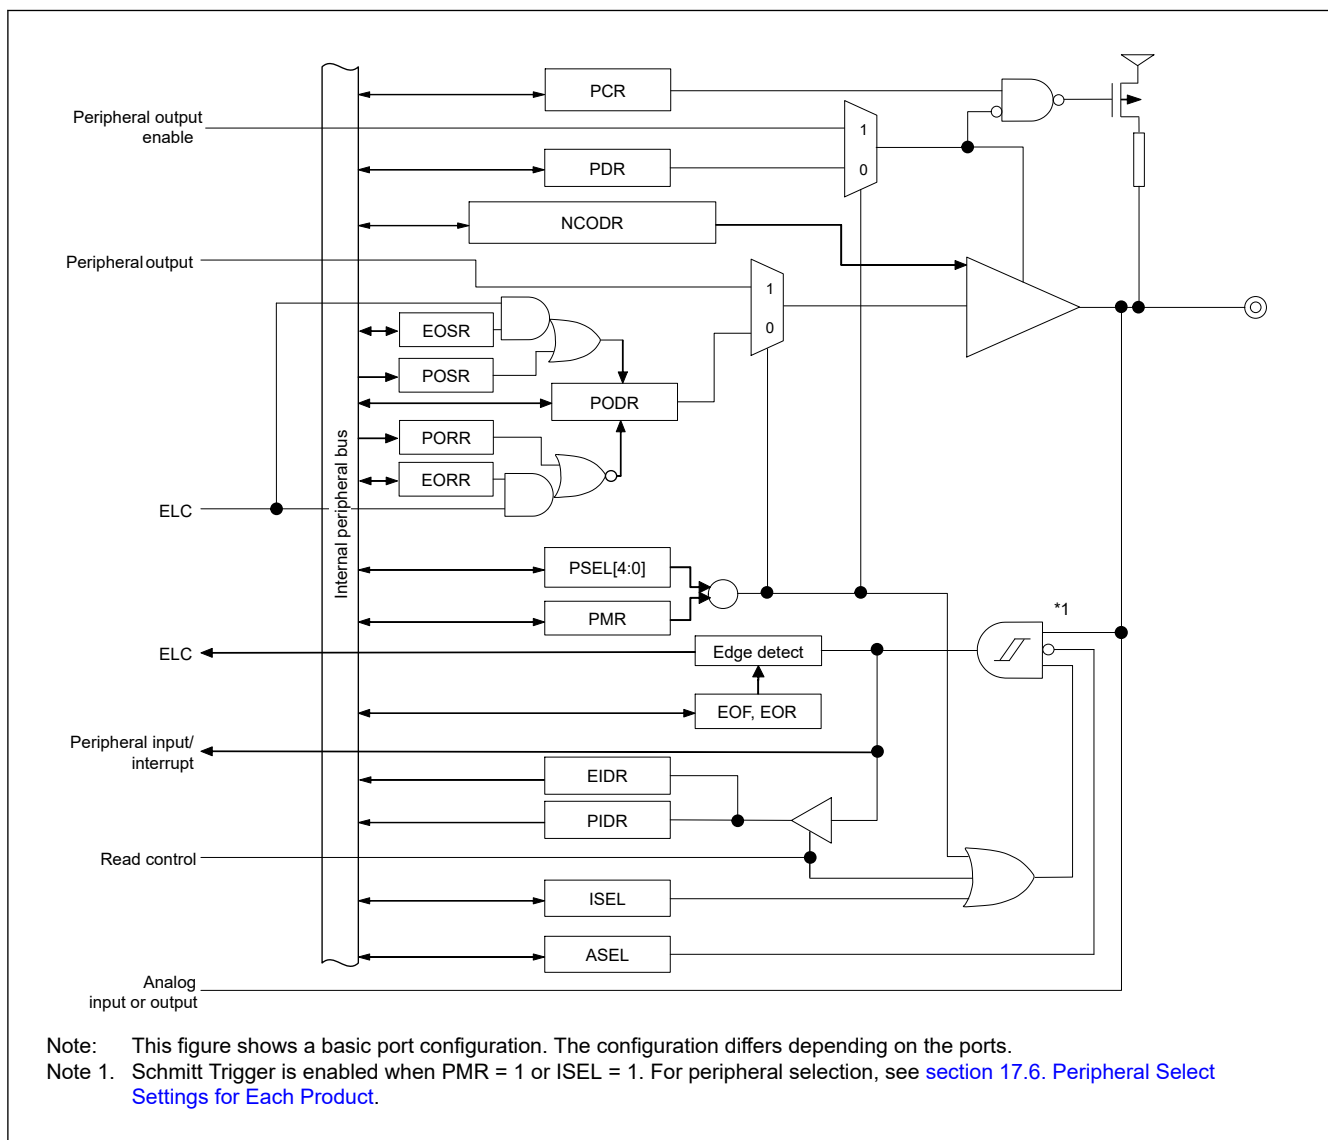 PCR
Peripheral output
enable
1
0
PDR
NCODR
Peripheral output
1
0
EOSR
POSR
PODR
PORR
EORR
ELC
Internal peripheral bus
PSEL[4:0]
PMR
*1
ELC
Edge detect
EOF, EOR
Peripheral input/
interrupt
EIDR
PIDR
Read control
ISEL
ASEL
Analog
input or output
Note: This figure shows a basic port configuration. The configuration differs depending on the ports.
Note 1. Schmitt Trigger is enabled when PMR = 1 or ISEL = 1. For peripheral selection, see section 17.6. Peripheral Select
Settings for Each Product.